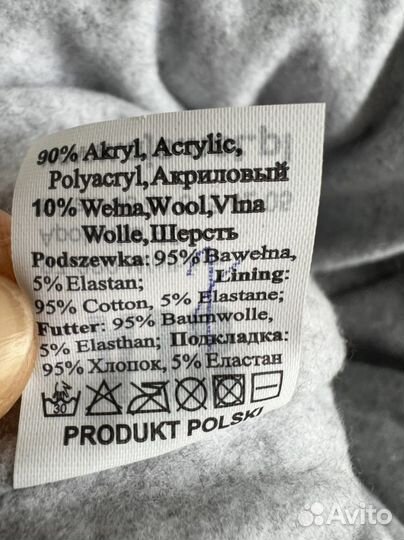 90% Akryl, Acrylic,
Polyacryl, Акриловый
10% Wełna, Wool, Vlna
Wolle, Шерсть
Podszewka: 95% Bawełna,
5% Elastan; Lining:
95% Cotton, 5% Elastane;
Futter: 95% Baumwolle,
5% Elasthan; Подкладка:
95% Хлопок, 5% Еластан
30
PRODUKT POLSKI
Avito